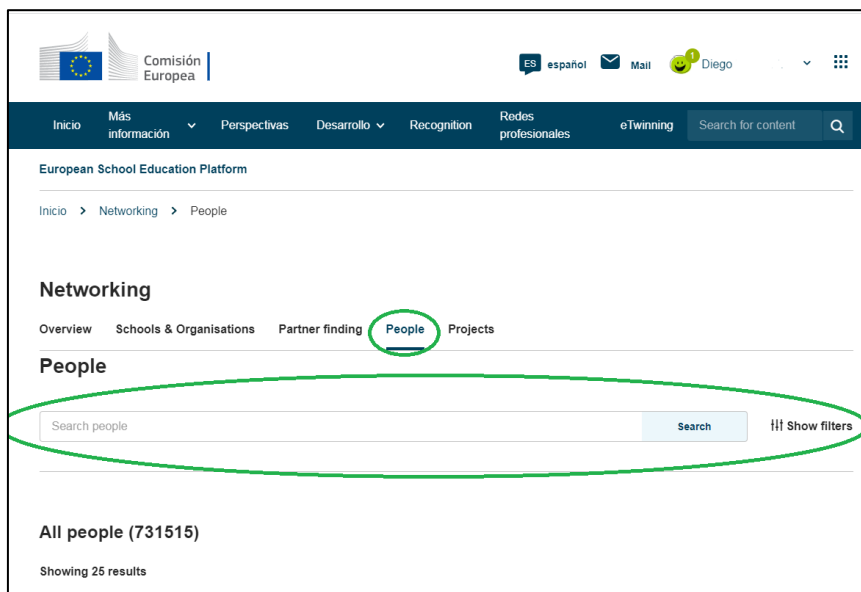 Comisión
Europea
ES español Mail 1 Diego
Inicio Más información Perspectivas Desarrollo Recognition Redes profesionales eTwinning Search for content
European School Education Platform
Inicio > Networking > People
Networking
Overview Schools & Organisations Partner finding People Projects
People
Search people Search Show filters
All people (731515)
Showing 25 results